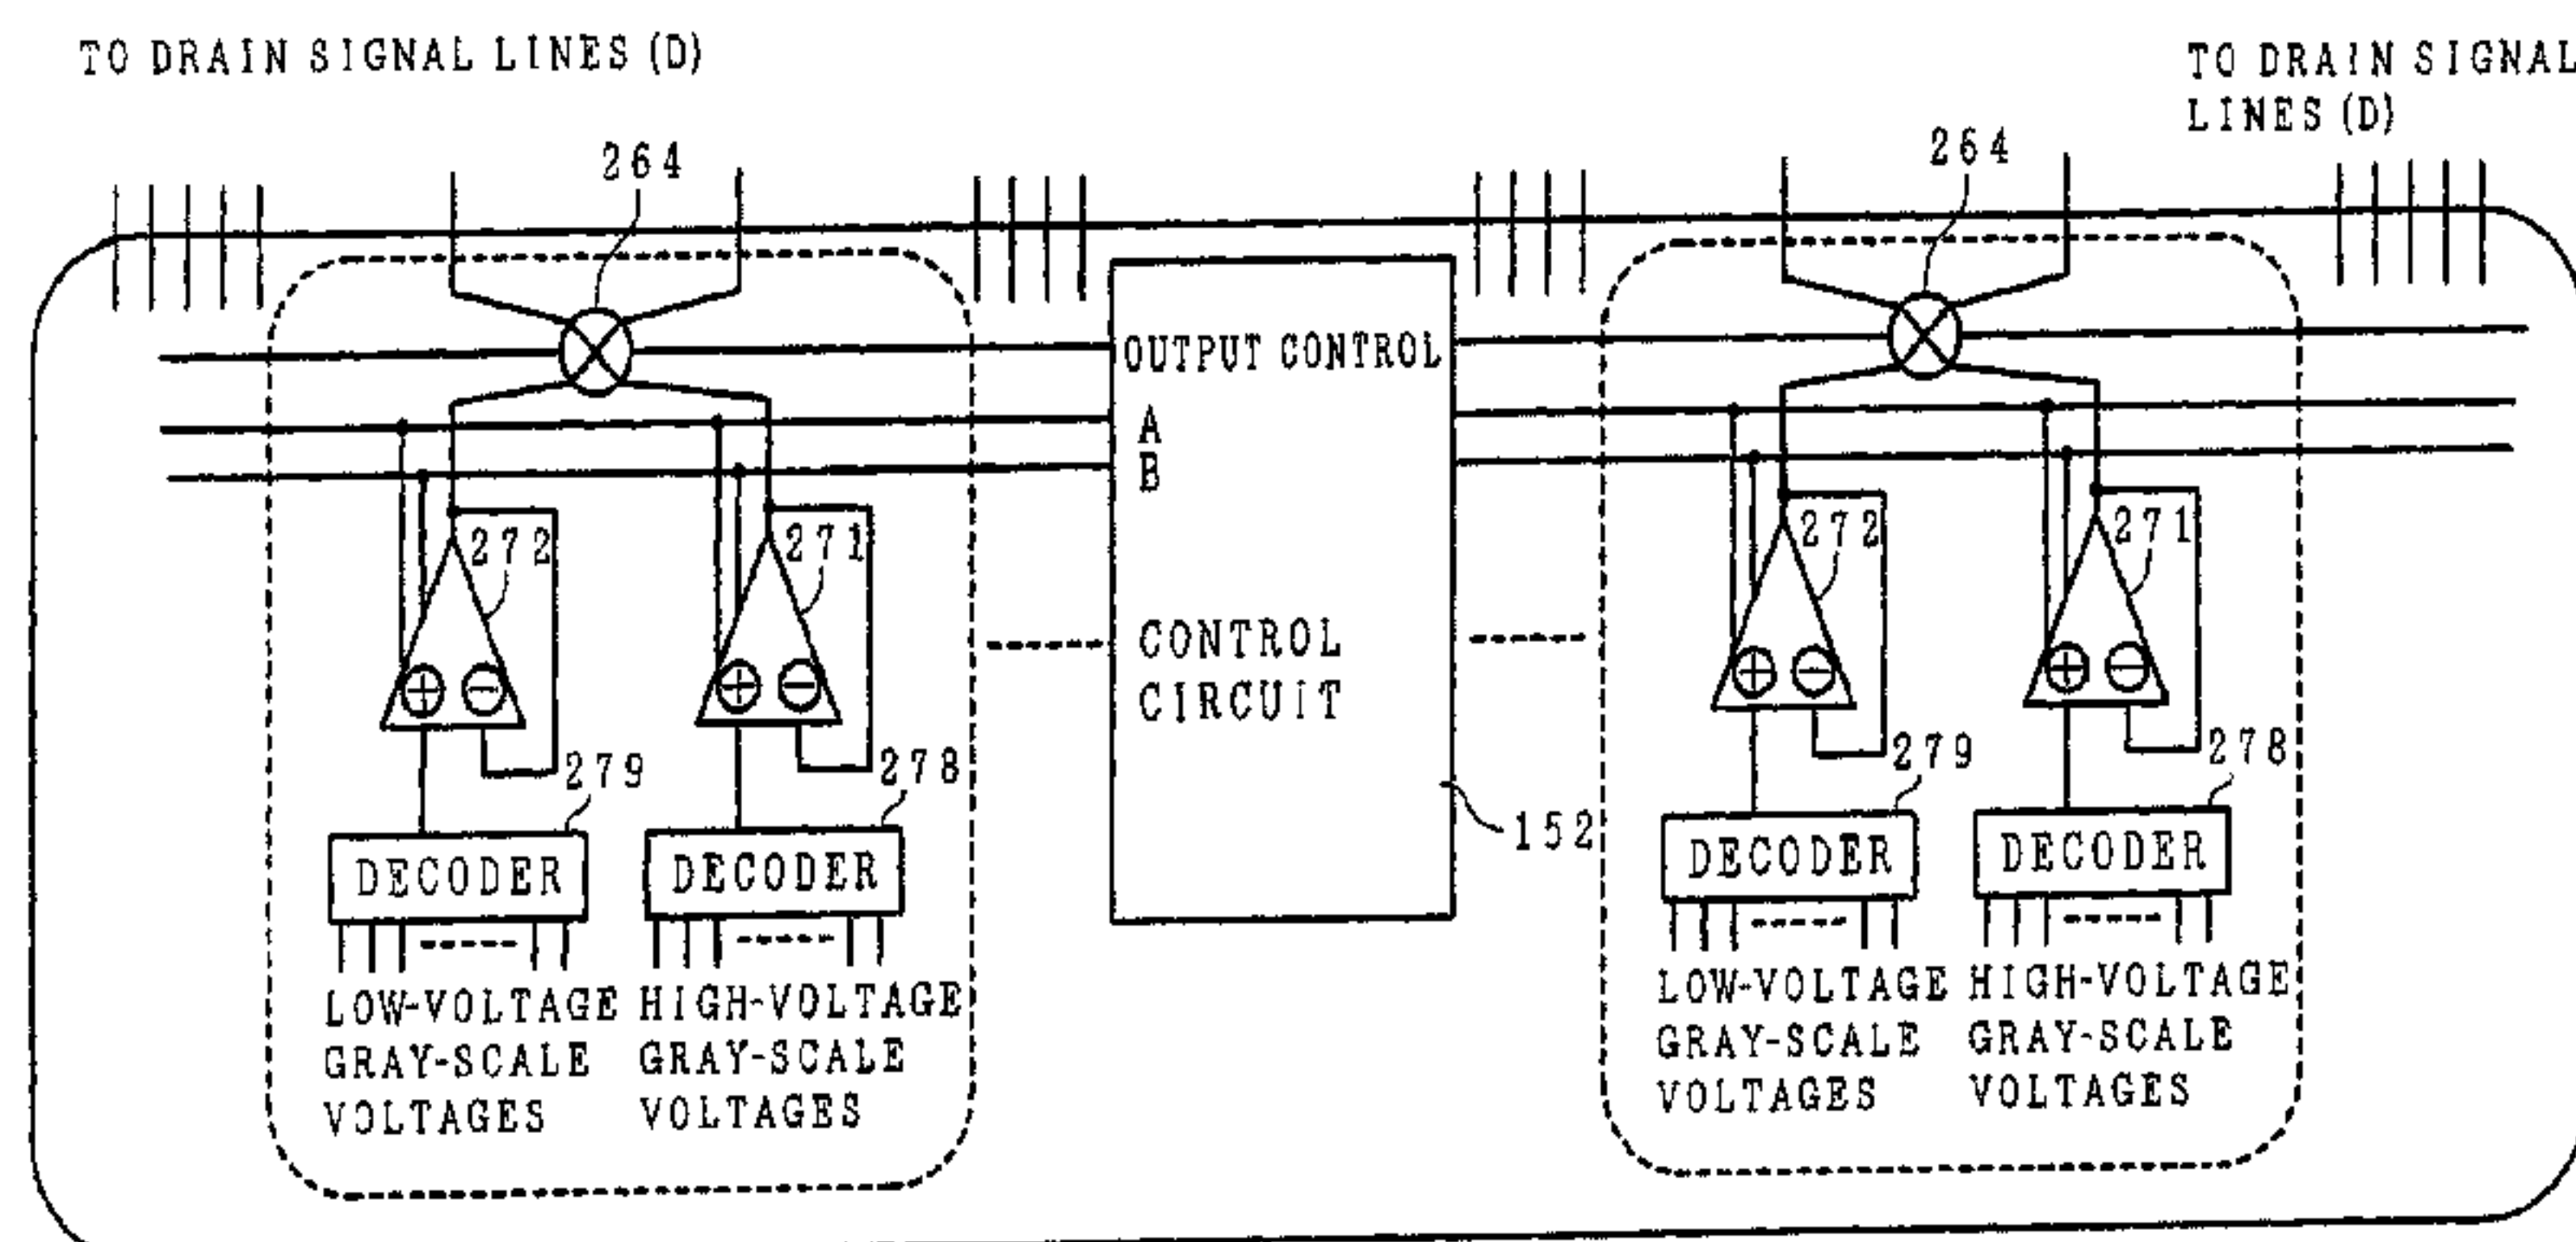 TO DRAIN SIGNAL LINES (D)
TO DRAIN SIGNAL
LINES (D)
264
264
OUTPUT CONTROL
A
B
272
271
272
271
CONTROL
CIRCUIT
279
278
279
278
152
DECODER
DECODER
DECODER
DECODER
LOW-VOLTAGE
GRAY-SCALE
VOLTAGES
HIGH-VOLTAGE
GRAY-SCALE
VOLTAGES
LOW-VOLTAGE
GRAY-SCALE
VOLTAGES
HIGH-VOLTAGE
GRAY-SCALE
VOLTAGES